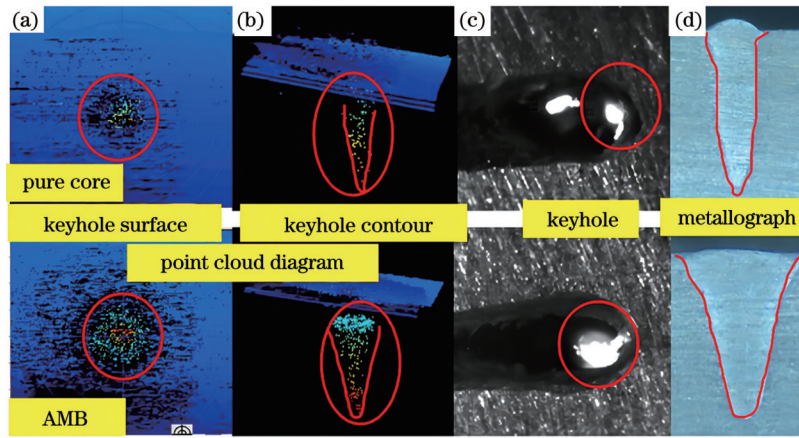 (a)
(b)
(c)
(d)
pure core
keyhole surface
keyhole contour
keyhole
metallograph
point cloud diagram
AMB